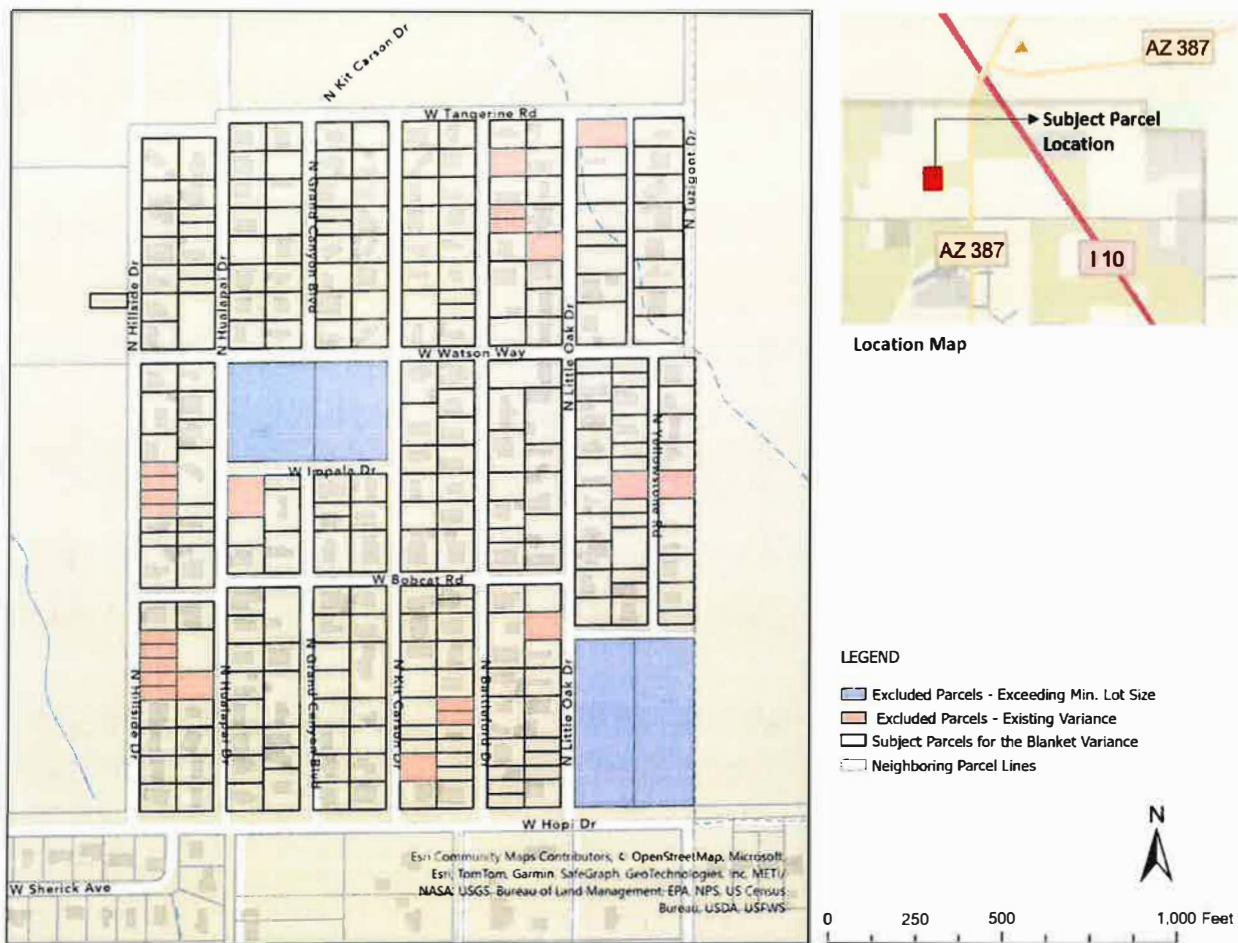 N Kit Carson Dr
W Tangerine Rd
N Tuzigoot Dr
N Grand Canyon Blvd
N Hillside Dr
N Hualapai Dr
N Little Oak Dr
W Watson Way
N Yellowstone Rd
W Impala Dr
W Bobcat Rd
N Hillside Dr
N Hualapai Dr
N Grand Canyon Blvd
N Kit Carson Dr
N Battleford Dr
N Little Oak Dr
W Hopi Dr
W Sherick Ave
Esri Community Maps Contributors, © OpenStreetMap, Microsoft,
Esri, TomTom, Garmin, SafeGraph, GeoTechnologies, Inc, METI/
NASA, USGS, Bureau of Land Management, EPA, NPS, US Census
Bureau, USDA, USFWS
AZ 387
Subject Parcel
Location
AZ 387
I 10
Location Map
LEGEND
Excluded Parcels - Exceeding Min. Lot Size
Excluded Parcels - Existing Variance
Subject Parcels for the Blanket Variance
Neighboring Parcel Lines
N
0 250 500 1,000 Feet